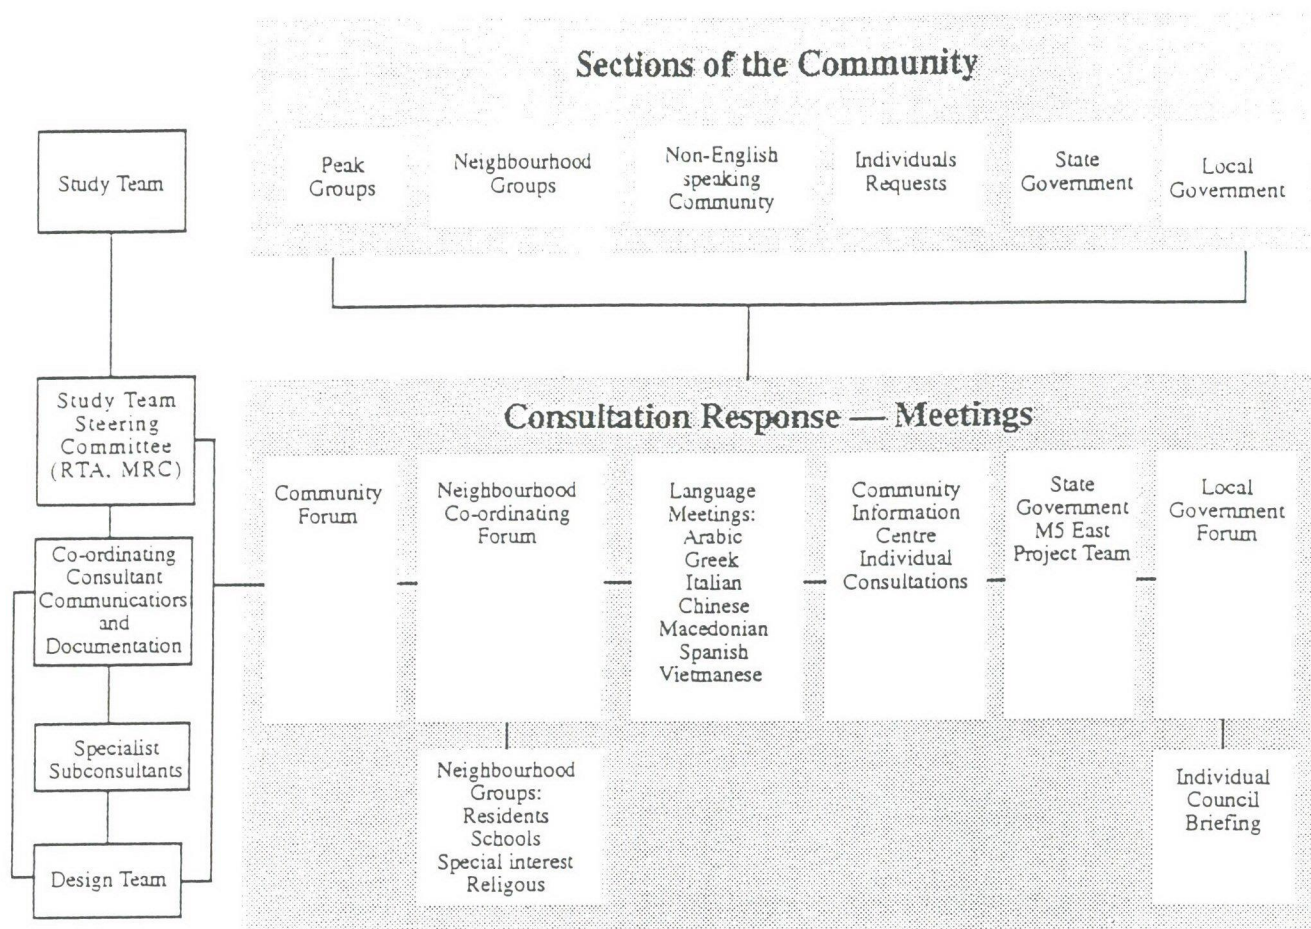 Sections of the Community
Study Team
Peak
Groups
Neighbourhood
Groups
Non-English
speaking
Community
Individuals
Requests
State
Government
Local
Government
Study Team
Steering
Committee
(RTA, MRC)
Co-ordinating
Consultant
Communications
and
Documentation
Specialist
Subconsultants
Design Team
Consultation Response — Meetings
Community
Forum
Neighbourhood
Co-ordinating
Forum
Language
Meetings:
Arabic
Greek
Italian
Chinese
Macedonian
Spanish
Vietmanese
Community
Information
Centre
Individual
Consultations
State
Government
M5 East
Project Team
Local
Government
Forum
Neighbourhood
Groups:
Residents
Schools
Special interest
Religous
Individual
Council
Briefing